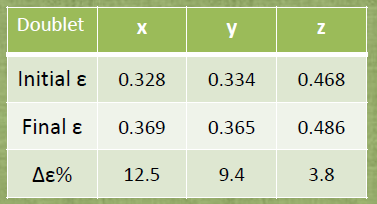 Doublet x y z
Initial ε 0.328 0.334 0.468
Final ε 0.369 0.365 0.486
Δε% 12.5 9.4 3.8